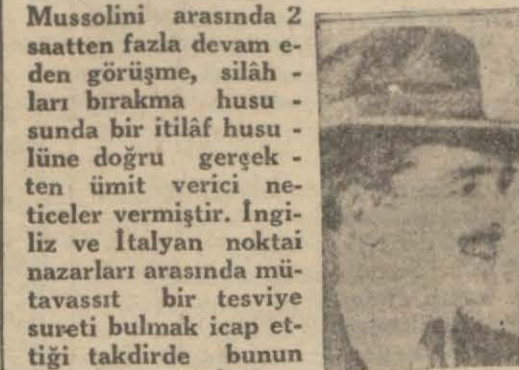 Mussolini arasında 2
saatten fazla devam e-
den görüşme, silâh -
ları bırakma husu -
sunda bir itilâf husu -
lüne doğru gerçek -
ten ümit verici ne-
ticeler vermiştir. İngi-
liz ve İtalyan noktai
nazarları arasında mü-
tavassıt bir tesviye
sureti bulmak icap et-
tiği takdirde bunun